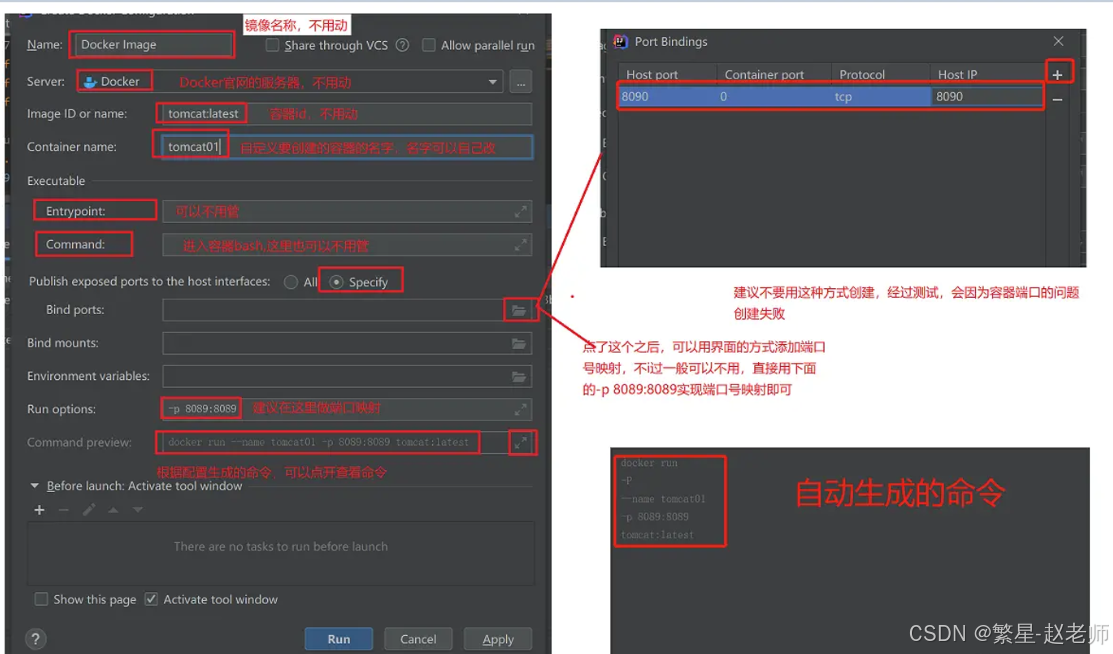 Create Docker Configuration
镜像名称，不用动
Name:
Docker Image
Share through VCS
Allow parallel run
Server:
Docker
Docker官网的服务器，不用动
...
Image ID or name:
tomcat:latest
容器id，不用动
Container name:
tomcat01
自定义要创建的容器的名字，名字可以自己改
Executable
Entrypoint:
可以不用管
Command:
进入容器bash,这里也可以不用管
Publish exposed ports to the host interfaces:
All
Specify
Bind ports:
Bind mounts:
Environment variables:
Run options:
-p 8089:8089
建议在这里做端口映射
Command preview:
docker run --name tomcat01 -p 8089:8089 tomcat:latest
根据配置生成的命令，可以点开查看命令
Before launch: Activate tool window
There are no tasks to run before launch
Show this page
Activate tool window
?
Run
Cancel
Apply
Port Bindings
Host port
Container port
Protocol
Host IP
8090
0
tcp
8090
建议不要用这种方式创建，经过测试，会因为容器端口的问题
创建失败
点了这个之后，可以用界面的方式添加端口
号映射，不i过一般可以不用，直接用下面
的-p 8089:8089实现端口号映射即可
docker run
-P
--name tomcat01
-p 8089:8089
tomcat:latest
自动生成的命令
CSDN @繁星-赵老师